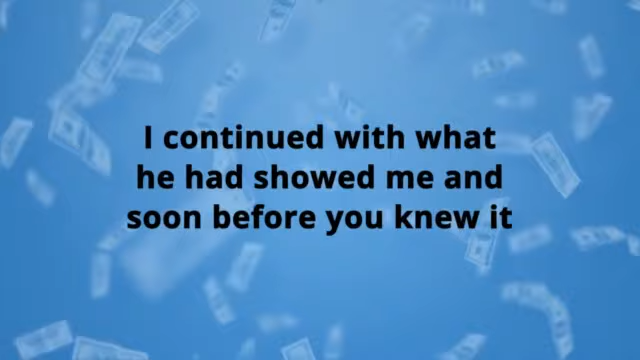 I continued with what
he had showed me and
soon before you knew it